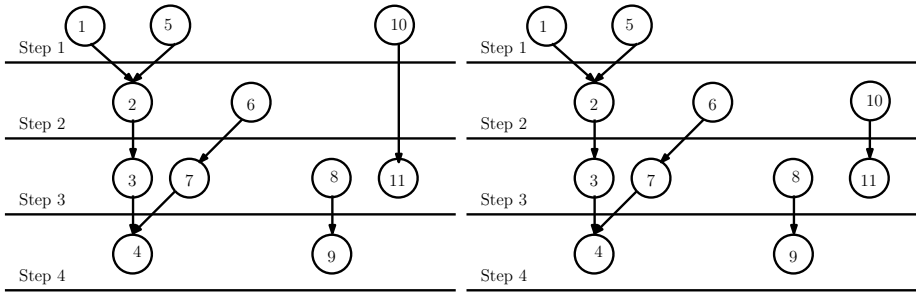 1 5 10 1 5
Step 1 Step 1
2 6 2 6 10
Step 2 Step 2
3 7 8 11 3 7 8 11
Step 3 Step 3
4 9 4 9
Step 4 Step 4